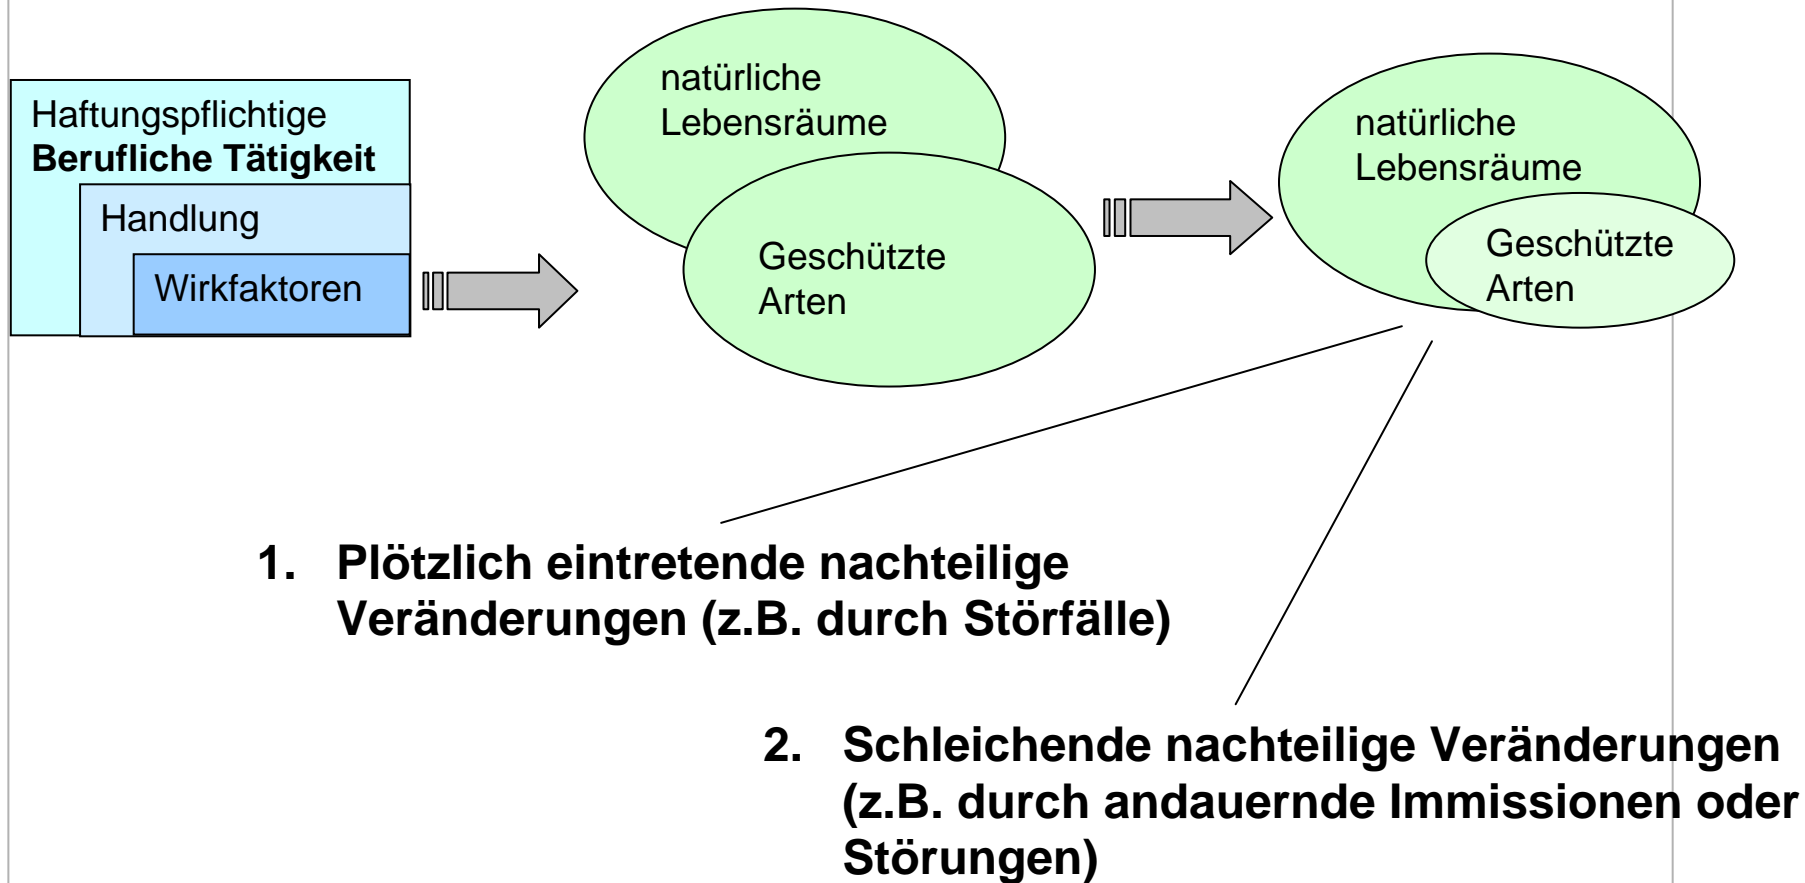 Haftungspflichtige
Berufliche Tätigkeit
Handlung
Wirkfaktoren
natürliche
Lebensräume
Geschützte
Arten
natürliche
Lebensräume
Geschützte
Arten
1. Plötzlich eintretende nachteilige
Veränderungen (z.B. durch Störfälle)
2. Schleichende nachteilige Veränderungen
(z.B. durch andauernde Immissionen oder
Störungen)